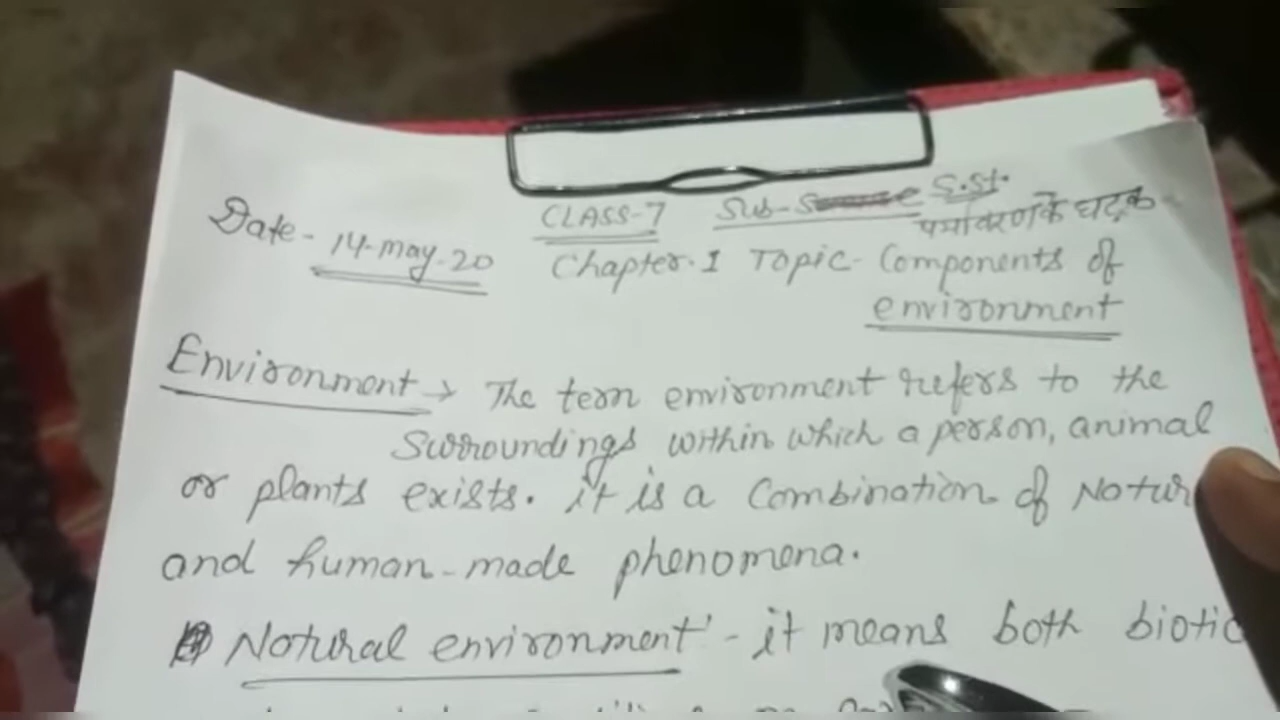 CLASS-7 Sub- S.St.
पर्यावरण के घटक
Date- 14-may-20 Chapter.1 Topic- Components of
environment
Environment → The term environment refers to the
Surroundings within which a person, animal
or plants exists. it is a Combination of Natur
and human-made phenomena.
Natural environment - it means both biotic